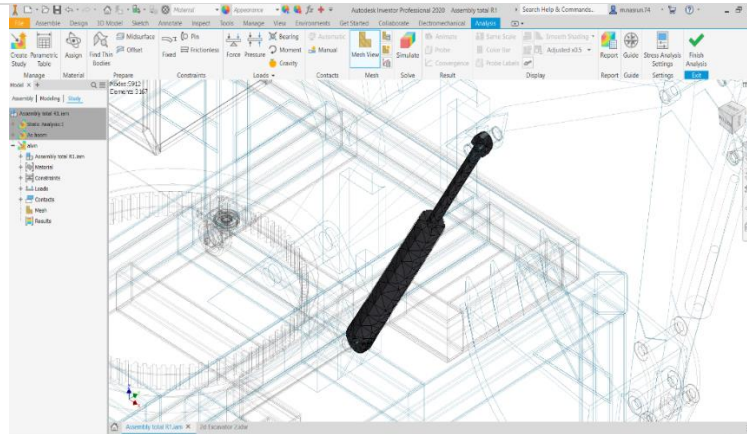 Material
Appearance
Autodesk Inventor Professional 2020 Assembly total R1
Search Help & Commands...
File Assemble Design 3D Model Sketch Annotate Inspect Tools Manage View Environments Get Started Collaborate Electromechanical Analysis
Create Study
Parametric Table
Assign
Find Thin Bodies
Midsurface
Offset
Fixed
Pin
Frictionless
Force
Pressure
Bearing
Moment
Gravity
Automatic
Manual
Mesh View
Simulate
Animate
Probe
Convergence
Same Scale
Color Bar
Probe Labels
Smooth Shading
Adjusted x0.5
Report
Guide
Stress Analysis Settings
Finish Analysis
Manage Material Prepare Constraints Loads Contacts Mesh Solve Result Display Report Guide Settings Exit
Model
Assembly Modeling Study
Assembly total R1.iam
Static Analysis:1
Assembly total R1.iam
Material
Constraints
Loads
Contacts
Mesh
Results
Assembly total R1.iam